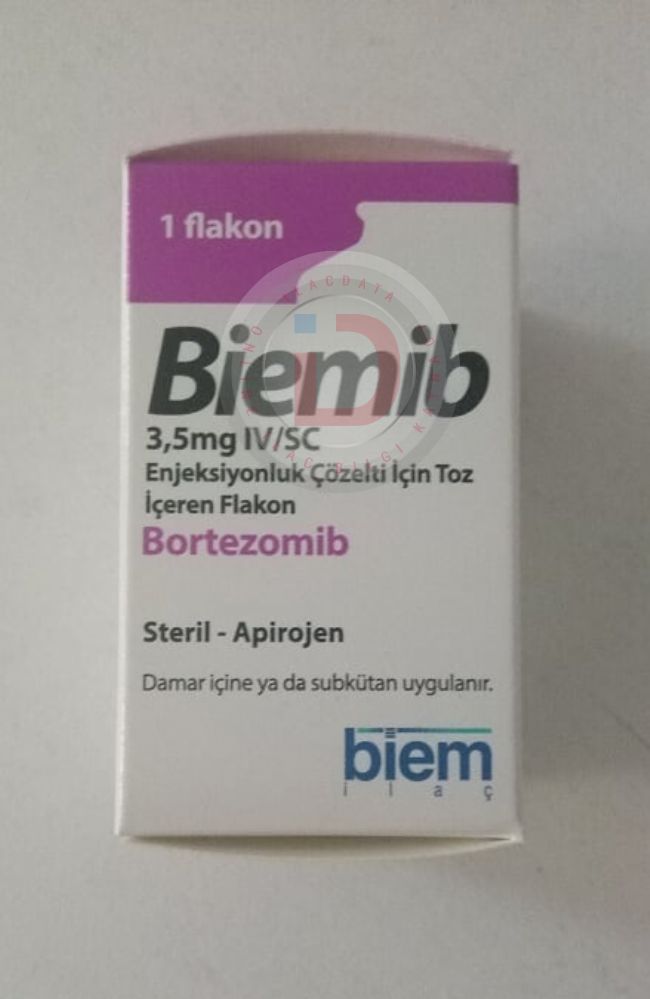 1 flakon
Biemib
3,5mg IV/SC
Enjeksiyonluk Çözelti İçin Toz
İçeren Flakon
Bortezomib
Steril - Apirojen
Damar içine ya da subkütan uygulanır.
biem
ilaç